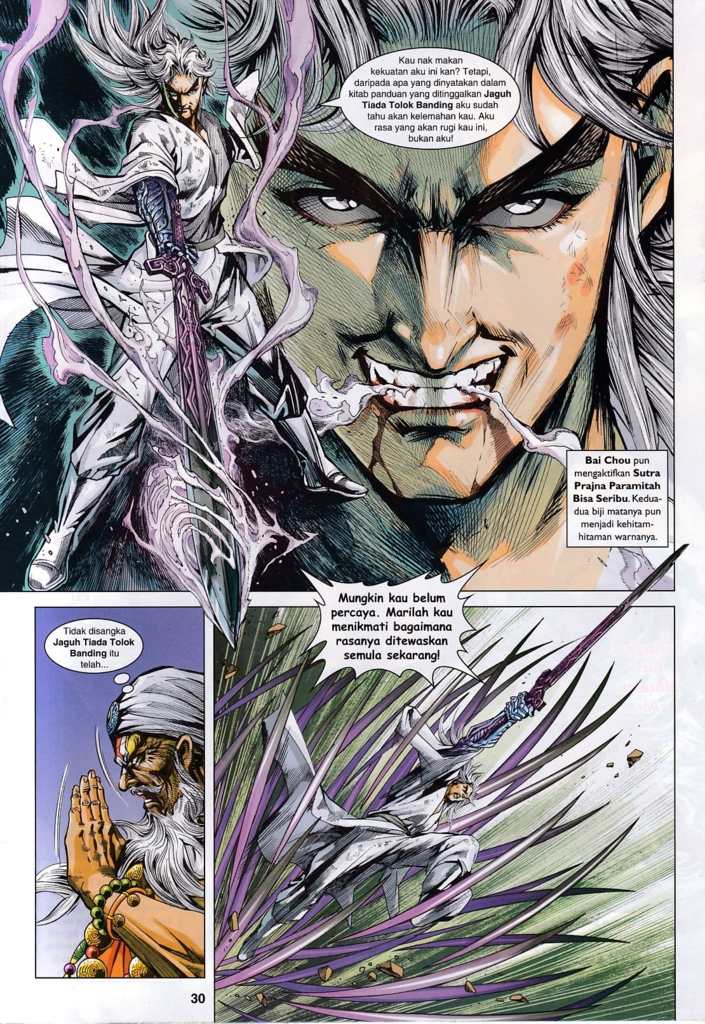 Kau nak makan
kekuatan aku ini kan? Tetapi,
daripada apa yang dinyatakan dalam
kitab panduan yang ditinggalkan Jaguh
Tiada Tolok Banding aku sudah
tahu akan kelemahan kau. Aku
rasa yang akan rugi kau ini,
bukan aku!
Bai Chou pun
mengaktifkan Sutra
Prajna Paramitah
Bisa Seribu. Kedua-
dua biji matanya pun
menjadi kehitam-
hitaman warnanya.
Mungkin kau belum
percaya. Marilah kau
menikmati bagaimana
rasanya ditewaskan
semula sekarang!
Tidak disangka
Jaguh Tiada Tolok
Banding itu
telah...
30